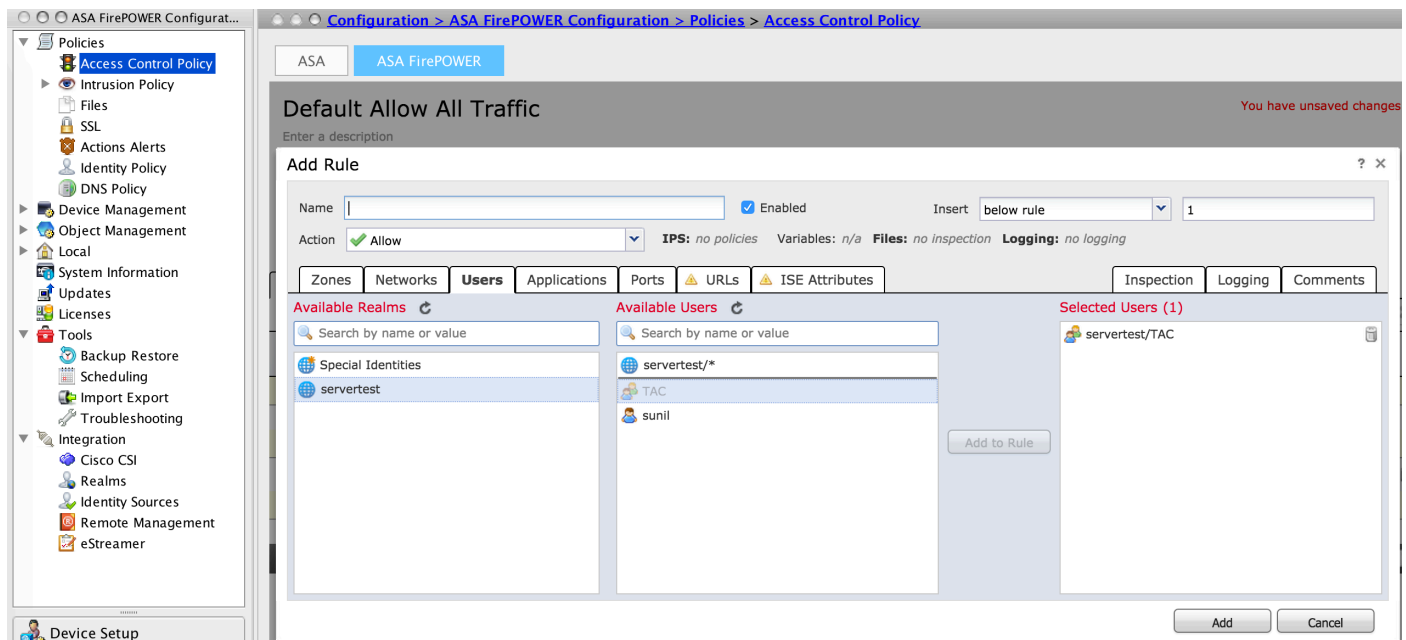 ASA FirePOWER Configurat...
Policies
Access Control Policy
Intrusion Policy
Files
SSL
Actions Alerts
Identity Policy
DNS Policy
Device Management
Object Management
Local
System Information
Updates
Licenses
Tools
Backup Restore
Scheduling
Import Export
Troubleshooting
Integration
Cisco CSI
Realms
Identity Sources
Remote Management
eStreamer
Device Setup
Configuration > ASA FirePOWER Configuration > Policies > Access Control Policy
ASA ASA FirePOWER
Default Allow All Traffic You have unsaved changes
Enter a description
Add Rule ?
Name Enabled Insert below rule 1
Action Allow IPS: no policies Variables: n/a Files: no inspection Logging: no logging
Zones Networks Users Applications Ports URLs ISE Attributes Inspection Logging Comments
Available Realms Available Users Selected Users (1)
Search by name or value Search by name or value servertest/TAC
Special Identities servertest/*
servertest TAC
sunil
Add to Rule
Add Cancel